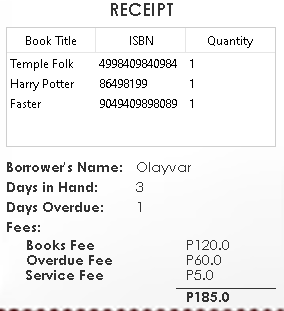 RECEIPT
Book Title ISBN Quantity
Temple Folk 4998409840984 1
Harry Potter 86498199 1
Faster 9049409898089 1
Borrower's Name: Olayvar
Days in Hand: 3
Days Overdue: 1
Fees:
Books Fee P120.0
Overdue Fee P60.0
Service Fee P5.0
P185.0